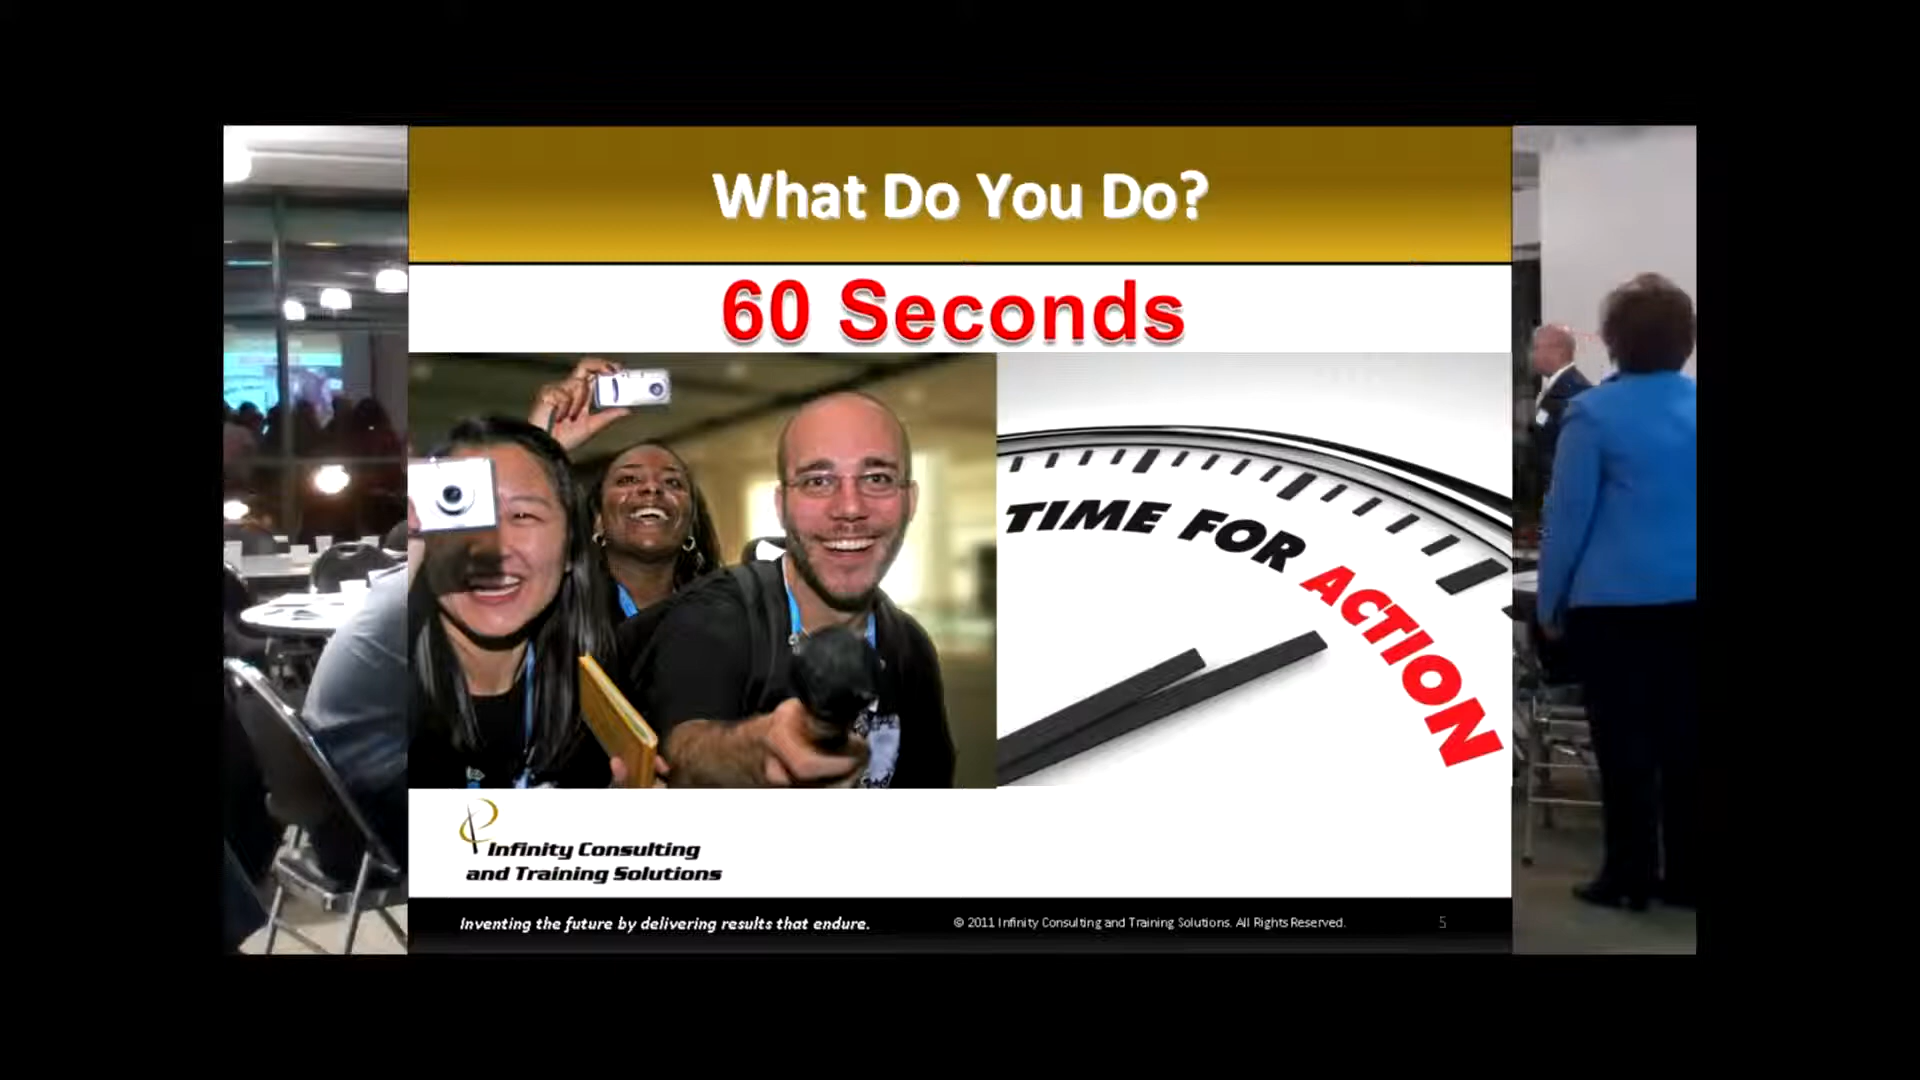 What Do You Do?
60 Seconds
TIME FOR ACTION
Infinity Consulting
and Training Solutions
Inventing the future by delivering results that endure.
© 2011 Infinity Consulting and Training Solutions. All Rights Reserved.
5